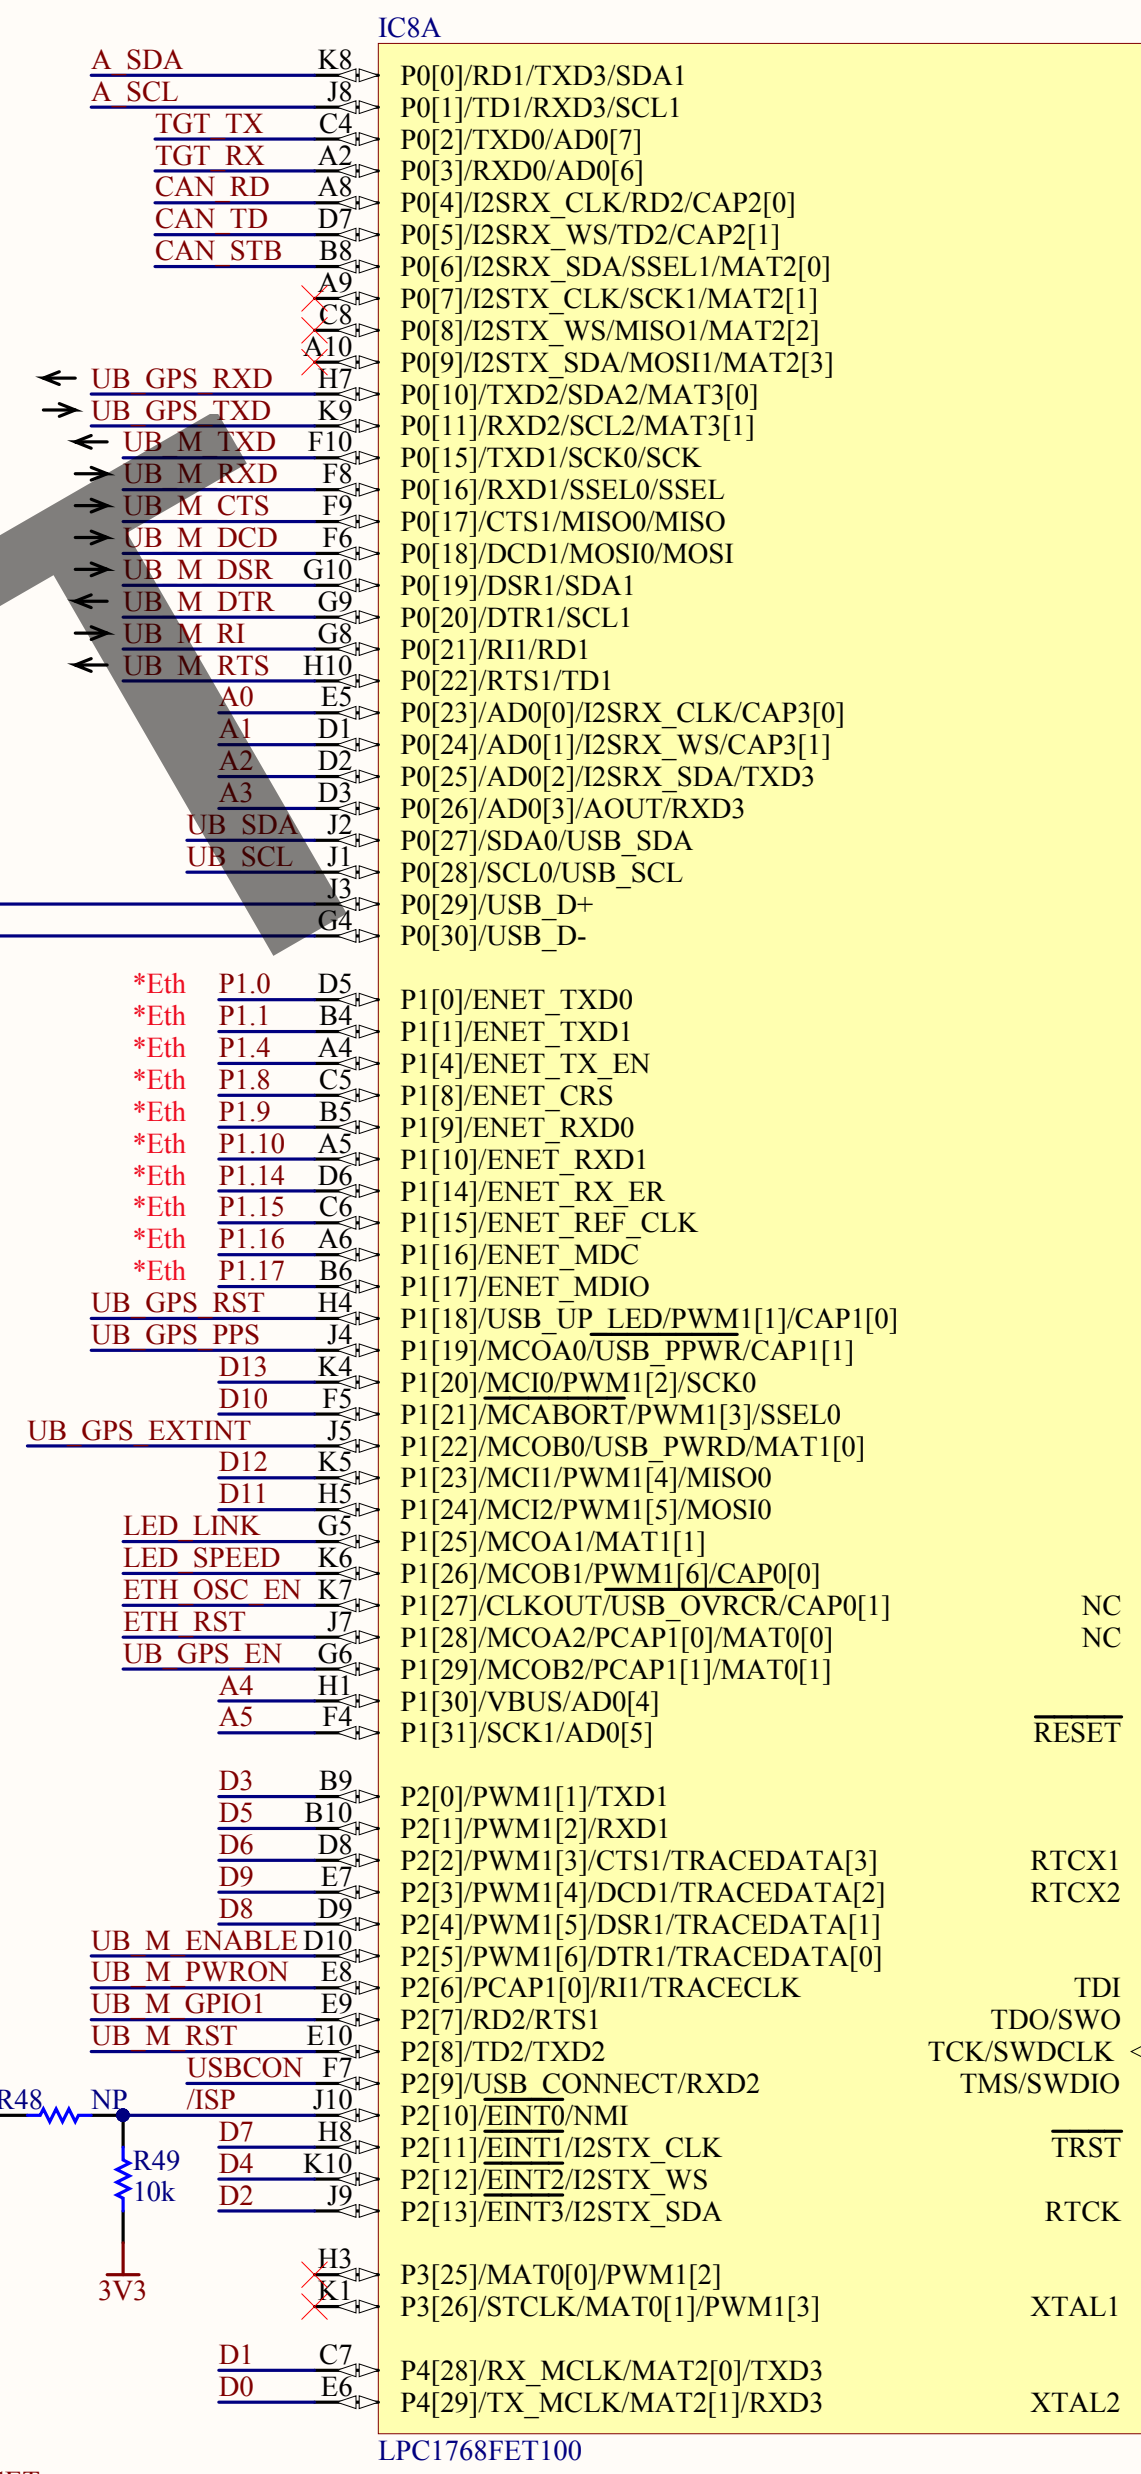 IC8A
A_SDA K8 P0[0]/RD1/TXD3/SDA1
A_SCL J8 P0[1]/TD1/RXD3/SCL1
TGT_TX C4 P0[2]/TXD0/AD0[7]
TGT_RX A2 P0[3]/RXD0/AD0[6]
CAN_RD A8 P0[4]/I2SRX_CLK/RD2/CAP2[0]
CAN_TD D7 P0[5]/I2SRX_WS/TD2/CAP2[1]
CAN_STB B8 P0[6]/I2SRX_SDA/SSEL1/MAT2[0]
A9 P0[7]/I2STX_CLK/SCK1/MAT2[1]
C8 P0[8]/I2STX_WS/MISO1/MAT2[2]
A10 P0[9]/I2STX_SDA/MOSI1/MAT2[3]
UB_GPS_RXD H7 P0[10]/TXD2/SDA2/MAT3[0]
UB_GPS_TXD K9 P0[11]/RXD2/SCL2/MAT3[1]
UB_M_TXD F10 P0[15]/TXD1/SCK0/SCK
UB_M_RXD F8 P0[16]/RXD1/SSEL0/SSEL
UB_M_CTS F9 P0[17]/CTS1/MISO0/MISO
UB_M_DCD F6 P0[18]/DCD1/MOSI0/MOSI
UB_M_DSR G10 P0[19]/DSR1/SDA1
UB_M_DTR G9 P0[20]/DTR1/SCL1
UB_M_RI G8 P0[21]/RI1/RD1
UB_M_RTS H10 P0[22]/RTS1/TD1
A0 E5 P0[23]/AD0[0]/I2SRX_CLK/CAP3[0]
A1 D1 P0[24]/AD0[1]/I2SRX_WS/CAP3[1]
A2 D2 P0[25]/AD0[2]/I2SRX_SDA/TXD3
A3 D3 P0[26]/AD0[3]/AOUT/RXD3
UB_SDA J2 P0[27]/SDA0/USB_SDA
UB_SCL J1 P0[28]/SCL0/USB_SCL
J3 P0[29]/USB_D+
G4 P0[30]/USB_D-
*Eth P1.0 D5 P1[0]/ENET_TXD0
*Eth P1.1 B4 P1[1]/ENET_TXD1
*Eth P1.4 A4 P1[4]/ENET_TX_EN
*Eth P1.8 C5 P1[8]/ENET_CRS
*Eth P1.9 B5 P1[9]/ENET_RXD0
*Eth P1.10 A5 P1[10]/ENET_RXD1
*Eth P1.14 D6 P1[14]/ENET_RX_ER
*Eth P1.15 C6 P1[15]/ENET_REF_CLK
*Eth P1.16 A6 P1[16]/ENET_MDC
*Eth P1.17 B6 P1[17]/ENET_MDIO
UB_GPS_RST H4 P1[18]/USB_UP_LED/PWM1[1]/CAP1[0]
UB_GPS_PPS J4 P1[19]/MCOA0/USB_PPWR/CAP1[1]
D13 K4 P1[20]/MCI0/PWM1[2]/SCK0
D10 F5 P1[21]/MCABORT/PWM1[3]/SSEL0
UB_GPS_EXTINT J5 P1[22]/MCOB0/USB_PWRD/MAT1[0]
D12 K5 P1[23]/MCI1/PWM1[4]/MISO0
D11 H5 P1[24]/MCI2/PWM1[5]/MOSI0
LED_LINK G5 P1[25]/MCOA1/MAT1[1]
LED_SPEED K6 P1[26]/MCOB1/PWM1[6]/CAP0[0]
ETH_OSC_EN K7 P1[27]/CLKOUT/USB_OVRCR/CAP0[1] NC
ETH_RST J7 P1[28]/MCOA2/PCAP1[0]/MAT0[0] NC
UB_GPS_EN G6 P1[29]/MCOB2/PCAP1[1]/MAT0[1]
A4 H1 P1[30]/VBUS/AD0[4]
A5 F4 P1[31]/SCK1/AD0[5] RESET
D3 B9 P2[0]/PWM1[1]/TXD1
D5 B10 P2[1]/PWM1[2]/RXD1
D6 D8 P2[2]/PWM1[3]/CTS1/TRACEDATA[3] RTCX1
D9 E7 P2[3]/PWM1[4]/DCD1/TRACEDATA[2] RTCX2
D8 D9 P2[4]/PWM1[5]/DSR1/TRACEDATA[1]
UB_M_ENABLE D10 P2[5]/PWM1[6]/DTR1/TRACEDATA[0]
UB_M_PWRON E8 P2[6]/PCAP1[0]/RI1/TRACECLK TDI
UB_M_GPIO1 E9 P2[7]/RD2/RTS1 TDO/SWO
UB_M_RST E10 P2[8]/TD2/TXD2 TCK/SWDCLK
USBCON F7 P2[9]/USB_CONNECT/RXD2 TMS/SWDIO
R48 NP /ISP J10 P2[10]/EINT0/NMI
D7 H8 P2[11]/EINT1/I2STX_CLK TRST
R49
D4 K10 P2[12]/EINT2/I2STX_WS
10k
D2 J9 P2[13]/EINT3/I2STX_SDA RTCK
H3 P3[25]/MAT0[0]/PWM1[2]
3V3
K1 P3[26]/STCLK/MAT0[1]/PWM1[3] XTAL1
D1 C7 P4[28]/RX_MCLK/MAT2[0]/TXD3
D0 E6 P4[29]/TX_MCLK/MAT2[1]/RXD3 XTAL2
LPC1768FET100